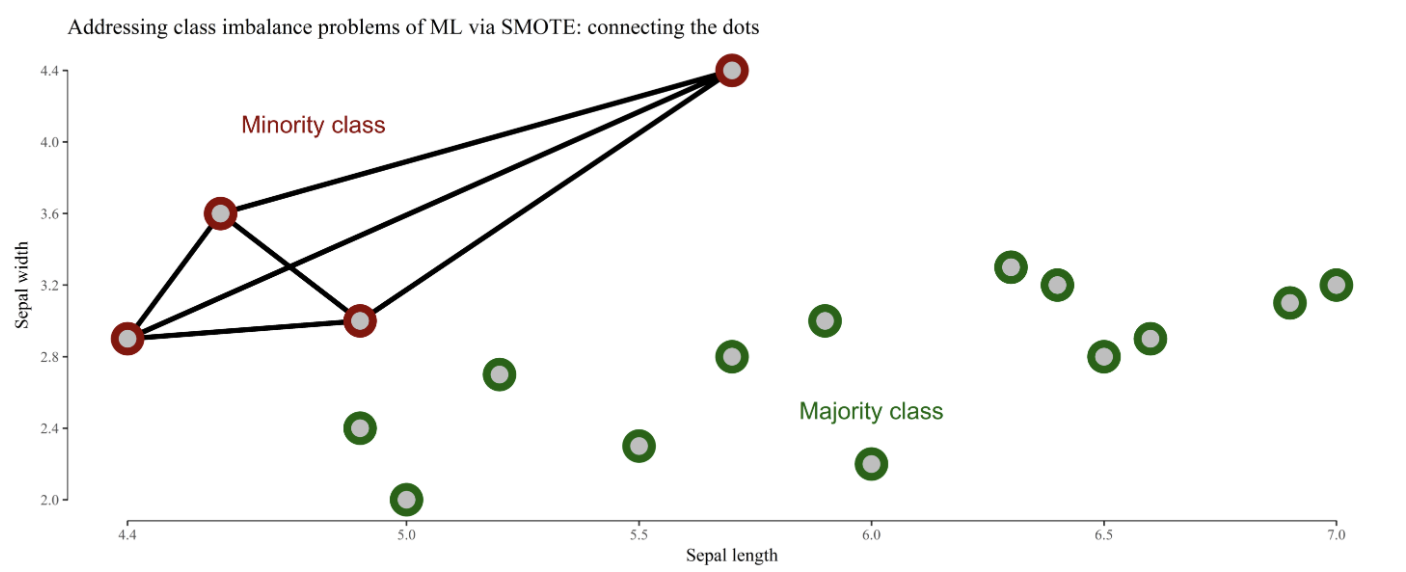 Addressing class imbalance problems of ML via SMOTE: connecting the dots
4.4
Minority class
4.0
3.6
3.2
Sepal width
2.8
Majority class
2.4
2.0
4.4 5.0 5.5 6.0 6.5 7.0
Sepal length